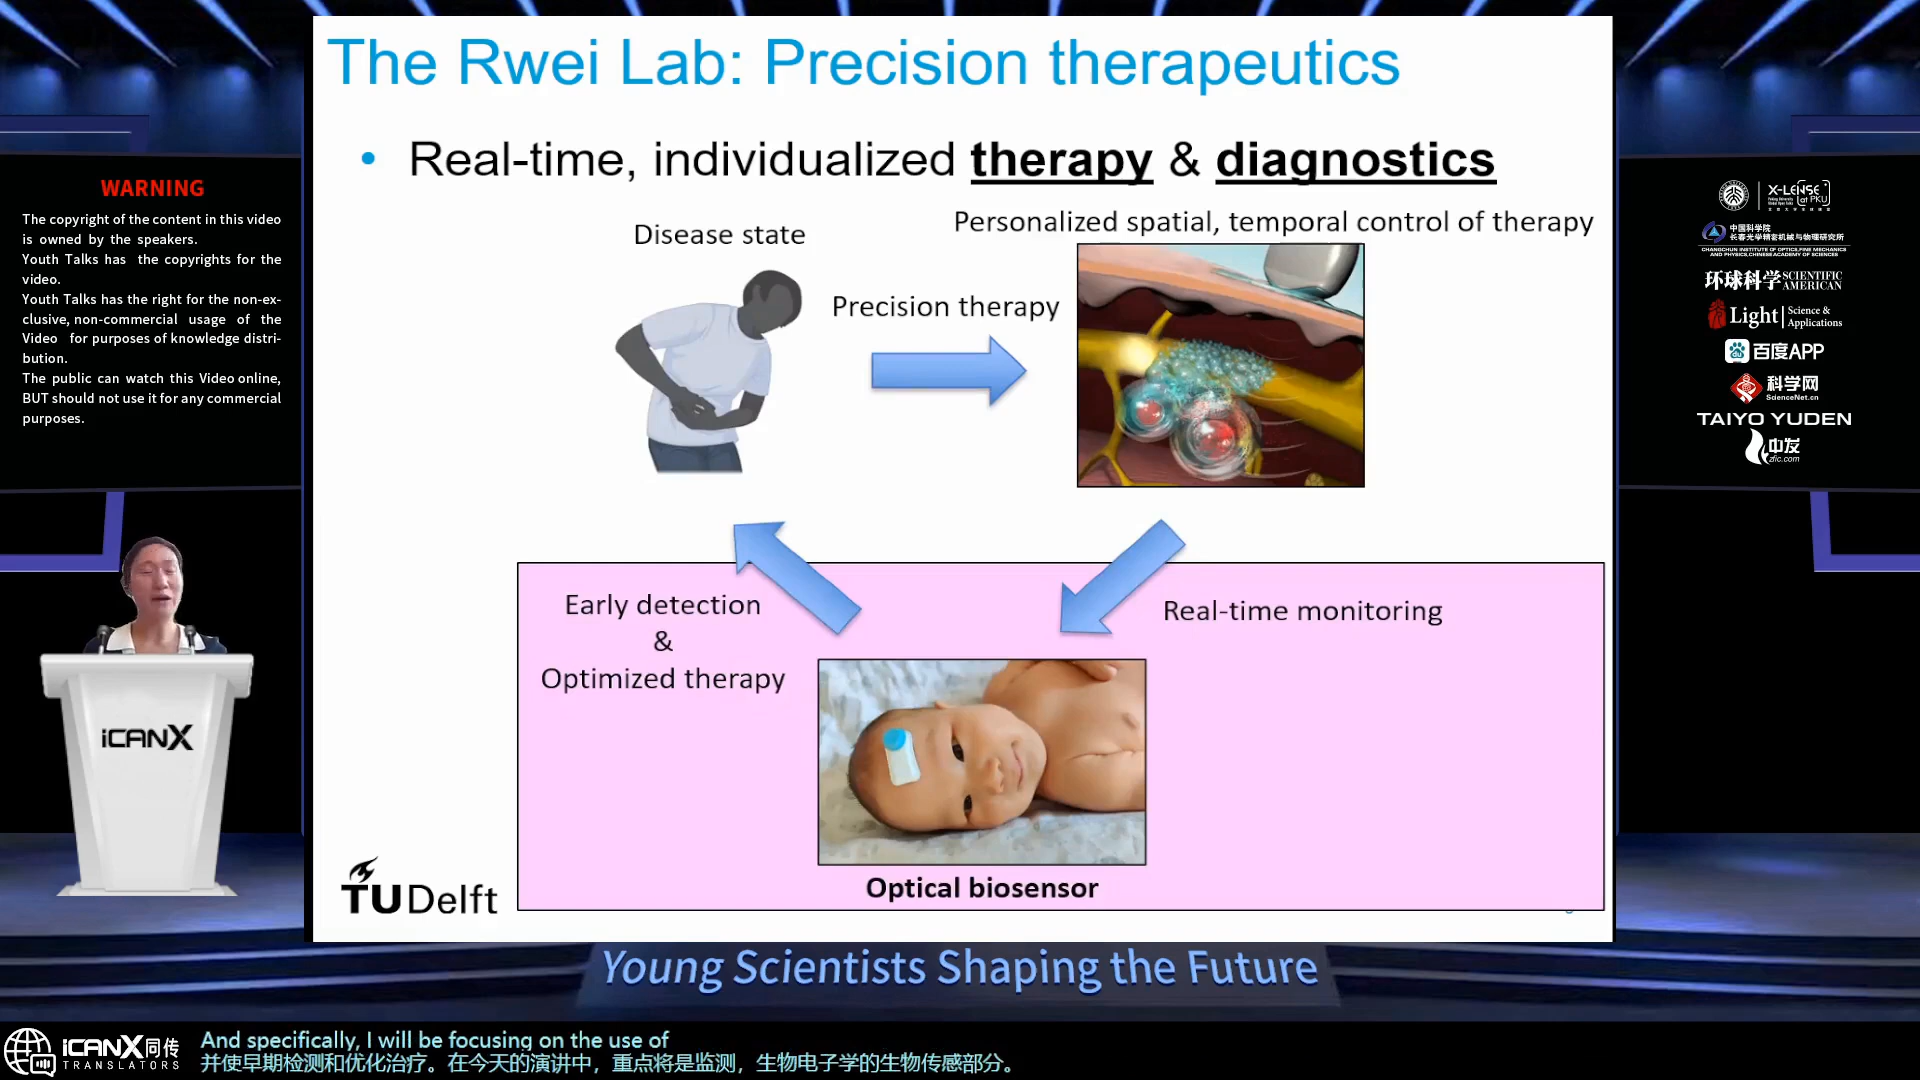 The Rwei Lab: Precision therapeutics
• Real-time, individualized therapy & diagnostics
Disease state
Personalized spatial, temporal control of therapy
Precision therapy
Early detection
&
Optimized therapy
Real-time monitoring
Optical biosensor
TUDelft
WARNING
The copyright of the content in this video
is owned by the speakers.
Youth Talks has the copyrights for the
video.
Youth Talks has the right for the non-ex-
clusive, non-commercial usage of the
Video for purposes of knowledge distri-
bution.
The public can watch this Video online,
BUT should not use it for any commercial
purposes.
iCANX
X-LENSE
at PKU
中国科学院
长春光学精密机械与物理研究所
CHANGCHUN INSTITUTE OF OPTICS, FINE MECHANICS
AND PHYSICS, CHINESE ACADEMY OF SCIENCES
环球科学 SCIENTIFIC
AMERICAN
Light Science &
Applications
百度APP
科学网
ScienceNet.cn
TAIYO YUDEN
中发
zfic.com
Young Scientists Shaping the Future
iCANX同传
TRANSLATORS
And specifically, I will be focusing on the use of
并使早期检测和优化治疗。在今天的演讲中，重点将是监测，生物电子学的生物传感部分。